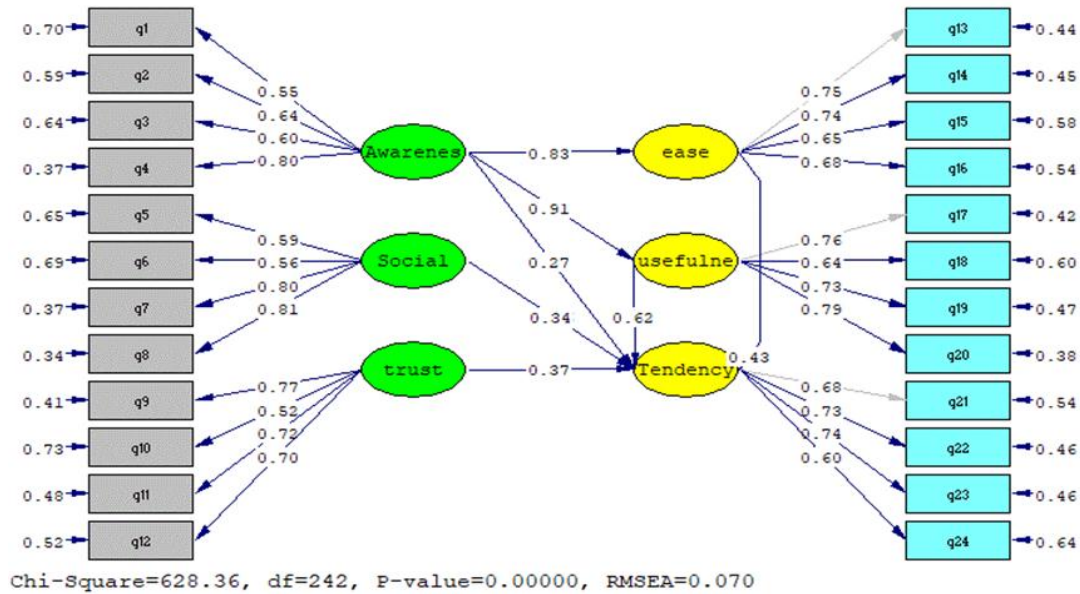 0.70 q1
0.59 q2
0.64 q3
0.37 q4
0.65 q5
0.69 q6
0.37 q7
0.34 q8
0.41 q9
0.73 q10
0.48 q11
0.52 q12
0.55
0.64
0.60
0.80
0.59
0.56
0.80
0.81
0.77
0.52
0.72
0.70
Awarenes
Social
trust
0.83
0.91
0.27
0.34
0.62
0.37
0.43
ease
usefulne
Tendency
0.75
0.74
0.65
0.68
0.76
0.64
0.73
0.79
0.68
0.73
0.74
0.60
q13 0.44
q14 0.45
q15 0.58
q16 0.54
q17 0.42
q18 0.60
q19 0.47
q20 0.38
q21 0.54
q22 0.46
q23 0.46
q24 0.64
Chi-Square=628.36, df=242, P-value=0.00000, RMSEA=0.070